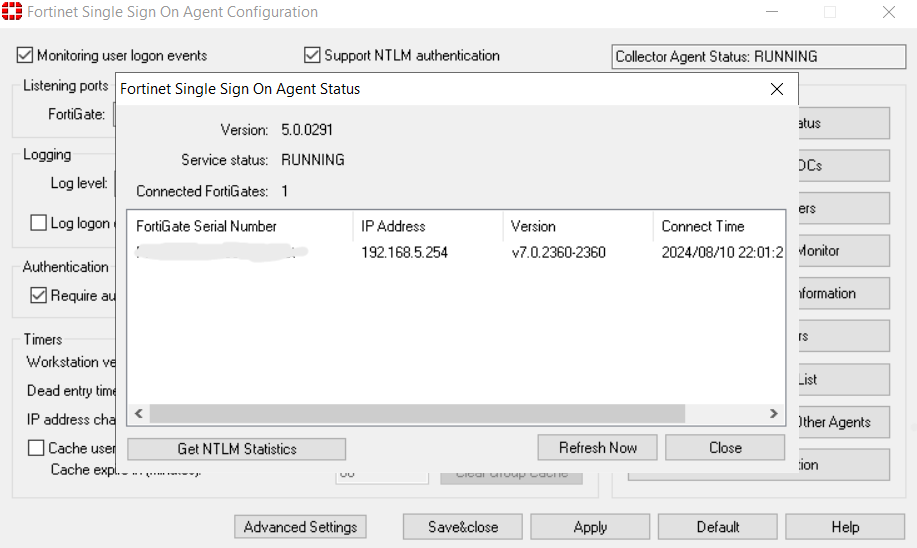 Fortinet Single Sign On Agent Configuration
Monitoring user logon events
Support NTLM authentication
Collector Agent Status: RUNNING
Listening ports
FortiGate:
Logging
Log level:
Log logon
Authentication
Require au
Timers
Workstation ve
Dead entry time
IP address cha
Cache user
Cache expire in (minutes):
Clear Group Cache
Fortinet Single Sign On Agent Status
Version: 5.0.0291
Service status: RUNNING
Connected FortiGates: 1
FortiGate Serial Number IP Address Version Connect Time
192.168.5.254 v7.0.2360-2360 2024/08/10 22:01:2
Get NTLM Statistics
Refresh Now
Close
atus
DCs
ers
Monitor
nformation
rs
List
Other Agents
tion
Advanced Settings
Save&close
Apply
Default
Help